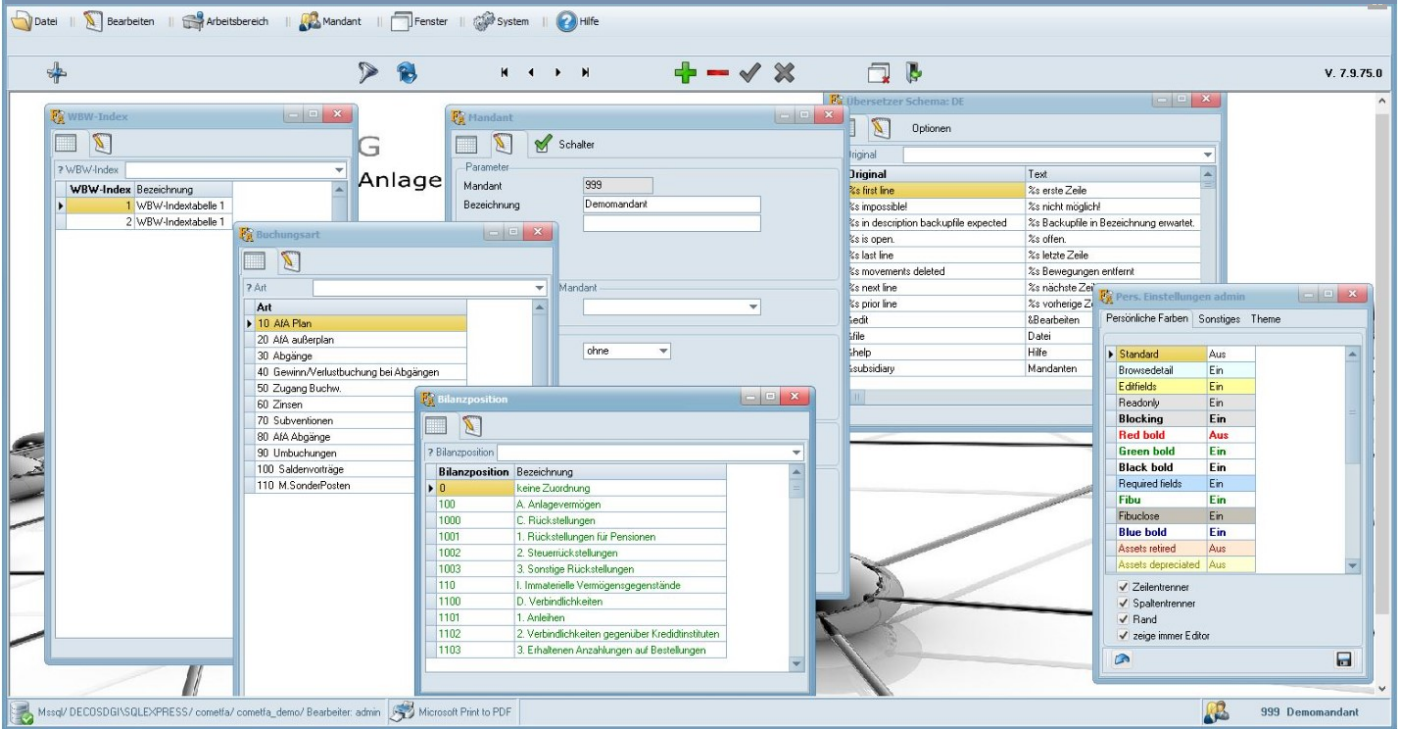 Datei Bearbeiten Arbeitsbereich Mandant Fenster System Hilfe
V. 7.9.75.0
G
Anlage
WBW-Index
? WBW-Index
WBW-Index Bezeichnung
1 WBW-Indextabelle 1
2 WBW-Indextabelle 1
Buchungsart
? Art
Art
10 AfA Plan
20 AfA außerplan
30 Abgänge
40 Gewinn/Verlustbuchung bei Abgängen
50 Zugang Buchw.
60 Zinsen
70 Subventionen
80 AfA Abgänge
90 Umbuchungen
100 Saldenvorträge
110 M.SonderPosten
Mandant
Schalter
Parameter
Mandant 999
Bezeichnung Demomandant
Mandant
ohne
Bilanzposition
? Bilanzposition
Bilanzposition Bezeichnung
0 keine Zuordnung
100 A. Anlagevermögen
1000 C. Rückstellungen
1001 1. Rückstellungen für Pensionen
1002 2. Steuerrückstellungen
1003 3. Sonstige Rückstellungen
110 I. Immaterielle Vermögensgegenstände
1100 D. Verbindlichkeiten
1101 1. Anleihen
1102 2. Verbindlichkeiten gegenüber Kredidtinstituten
1103 3. Erhaltenen Anzahlungen auf Bestellungen
Übersetzer Schema: DE
Optionen
Original
Original Text
%s first line %s erste Zeile
%s impossible! %s nicht möglich!
%s in description backupfile expected %s Backupfile in Bezeichnung erwartet.
%s is open. %s offen.
%s last line %s letzte Zeile
%s movements deleted %s Bewegungen entfernt
%s next line %s nächste Zei
%s prior line %s vorherige Z
&edit &Bearbeiten
&file Datei
&help Hilfe
&subsidiary Mandanten
Pers. Einstellungen admin
Persönliche Farben Sonstiges Theme
Standard Aus
Browsedetail Ein
Editfields Ein
Readonly Ein
Blocking Ein
Red bold Aus
Green bold Ein
Black bold Ein
Required fields Ein
Fibu Ein
Fibuclose Ein
Blue bold Ein
Assets retired Aus
Assets depreciated Aus
Zeilentrenner
Spaltentrenner
Rand
zeige immer Editor
Mssql/ DECOSDGI\SQLEXPRESS/ cometfa/ cometfa_demo/ Bearbeiter: admin Microsoft Print to PDF 999 Demomandant